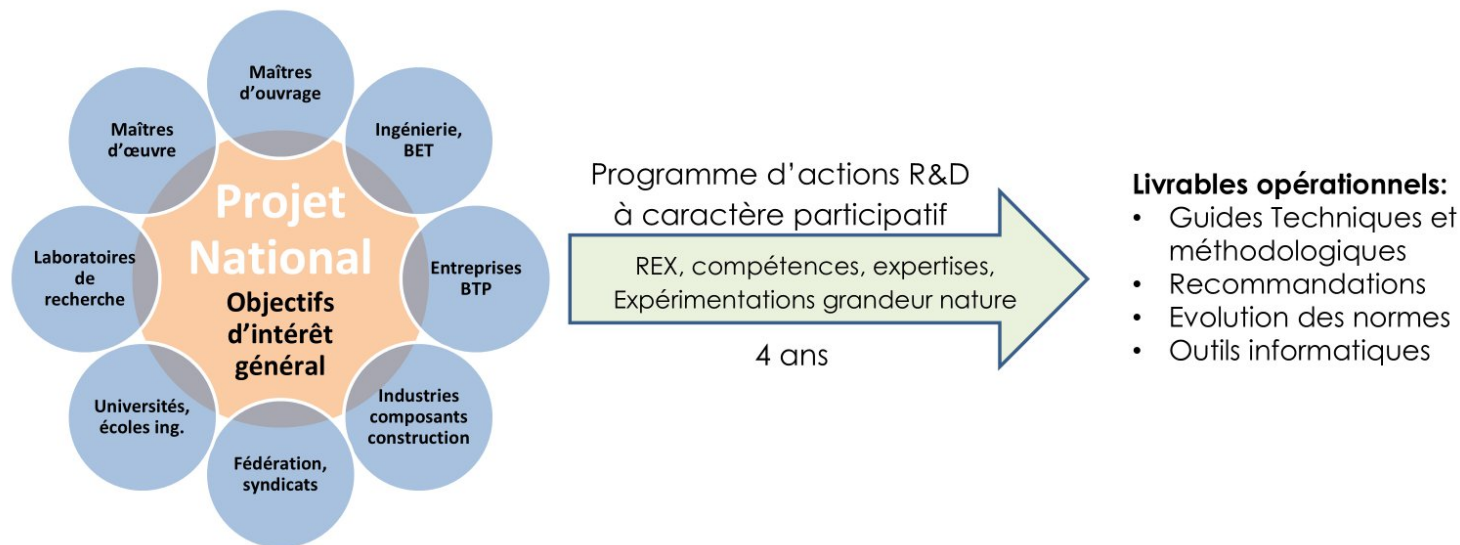 Maîtres
d'ouvrage
Maîtres
d'œuvre
Ingénierie,
BET
Projet
National
Objectifs
d'intérêt
général
Laboratoires
de
recherche
Entreprises
BTP
Universités,
écoles ing.
Industries
composants
construction
Fédération,
syndicats
Programme d'actions R&D
à caractère participatif
REX, compétences, expertises,
Expérimentations grandeur nature
4 ans
Livrables opérationnels:
• Guides Techniques et
méthodologiques
• Recommandations
• Evolution des normes
• Outils informatiques